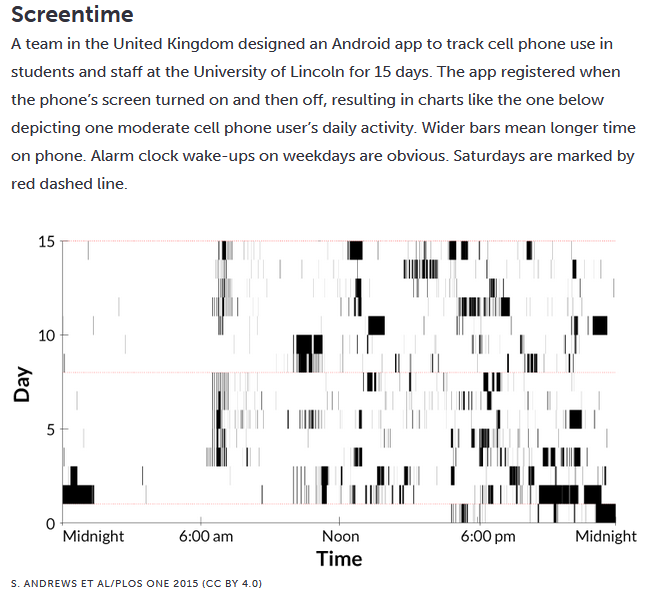 Screentime
A team in the United Kingdom designed an Android app to track cell phone use in
students and staff at the University of Lincoln for 15 days. The app registered when
the phone’s screen turned on and then off, resulting in charts like the one below
depicting one moderate cell phone user’s daily activity. Wider bars mean longer time
on phone. Alarm clock wake-ups on weekdays are obvious. Saturdays are marked by
red dashed line.
15
10
Day
5
0
Midnight 6:00 am Noon 6:00 pm Midnight
Time
S. ANDREWS ET AL/PLOS ONE 2015 (CC BY 4.0)